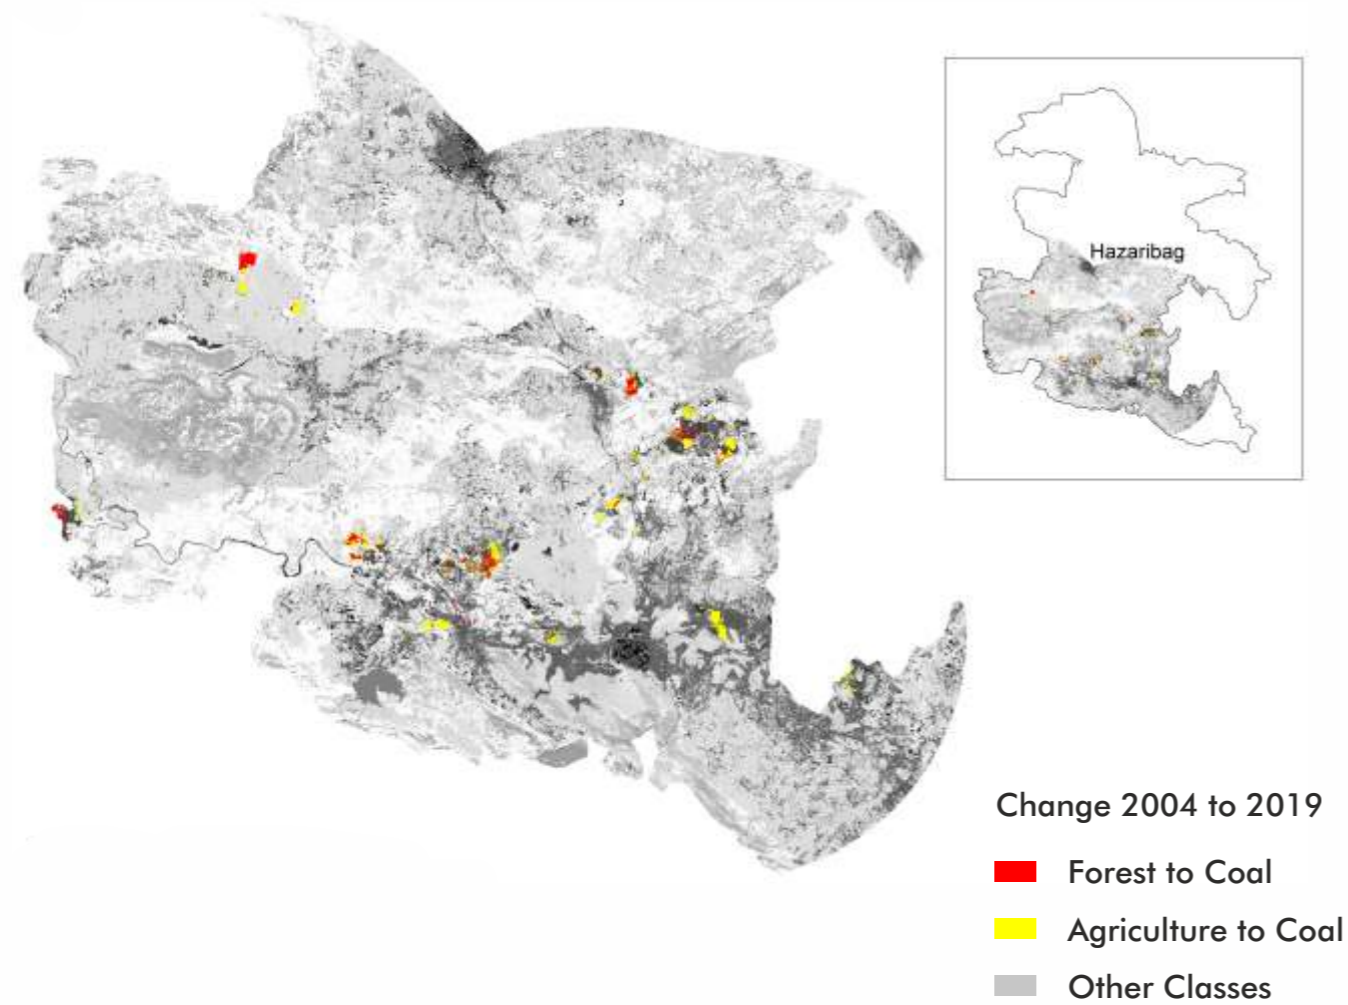 Hazaribag
Change 2004 to 2019
Forest to Coal
Agriculture to Coal
Other Classes